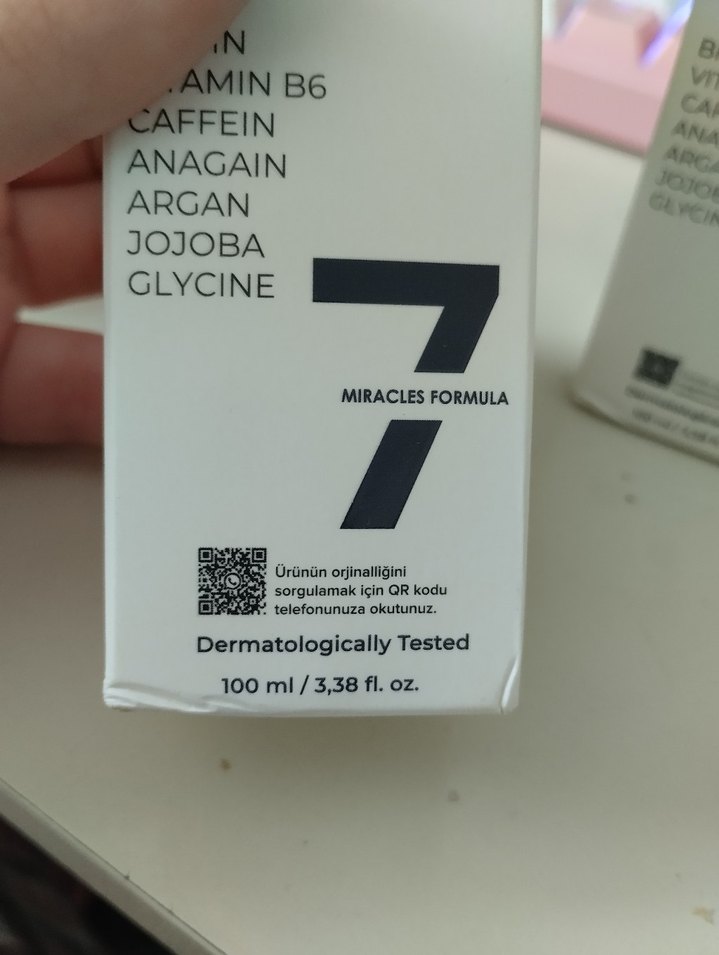 VITAMIN B6
CAFFEIN
ANAGAIN
ARGAN
JOJOBA
GLYCINE
7
MIRACLES FORMULA
Ürünün orjinalliğini
sorgulamak için QR kodu
telefonunuza okutunuz.
Dermatologically Tested
100 ml / 3,38 fl. oz.